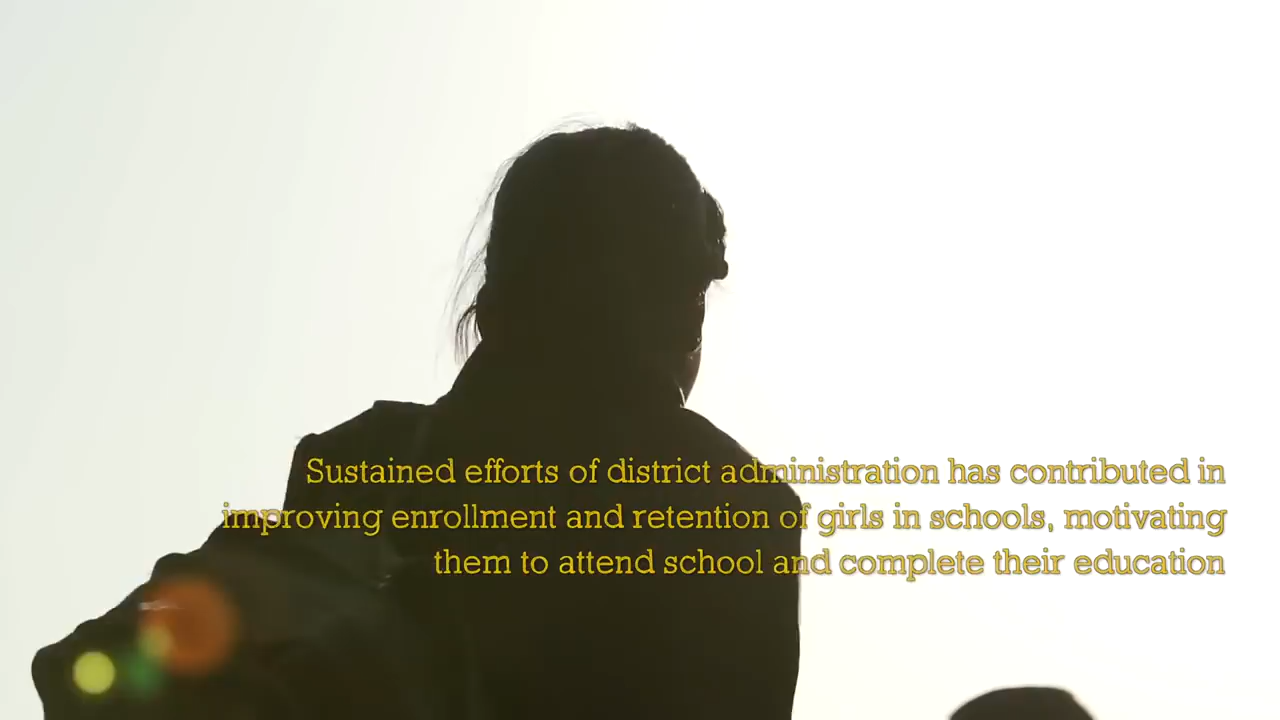 Sustained efforts of district administration has contributed in
improving enrollment and retention of girls in schools, motivating
them to attend school and complete their education